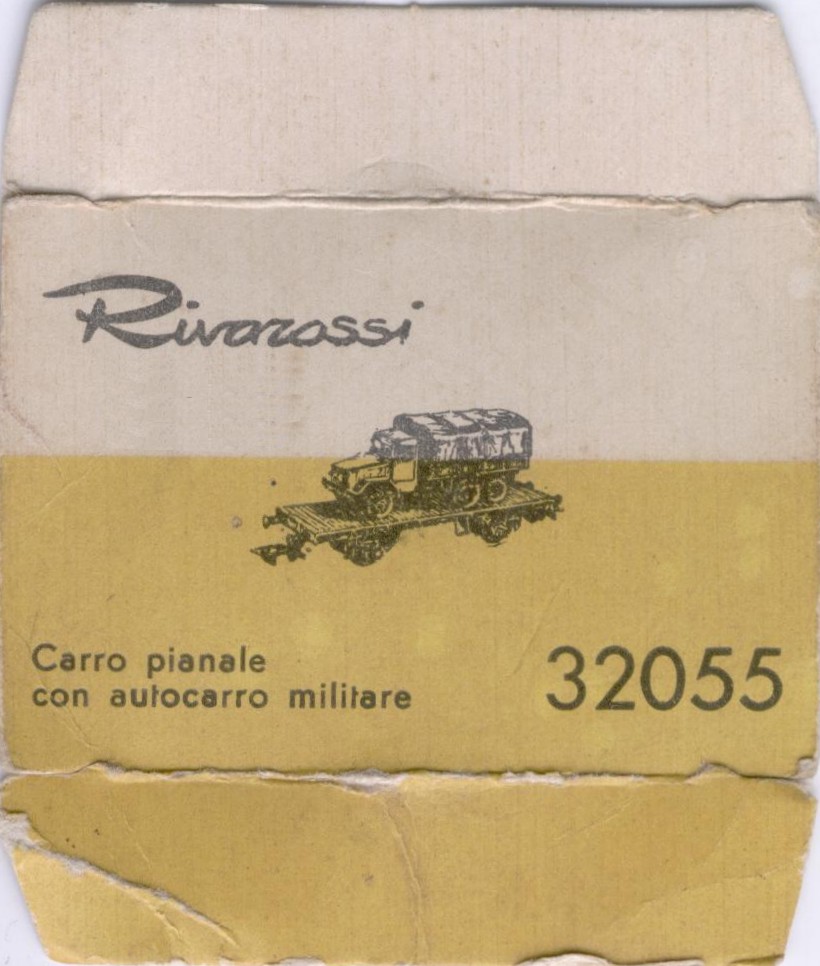 Rivarossi
Carro pianale
con autocarro militare
32055